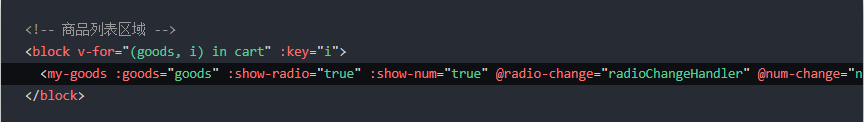 <!-- 商品列表区域 -->
<block v-for="(goods, i) in cart" :key="i">
<my-goods :goods="goods" :show-radio="true" :show-num="true" @radio-change="radioChangeHandler" @num-change="n
</block>